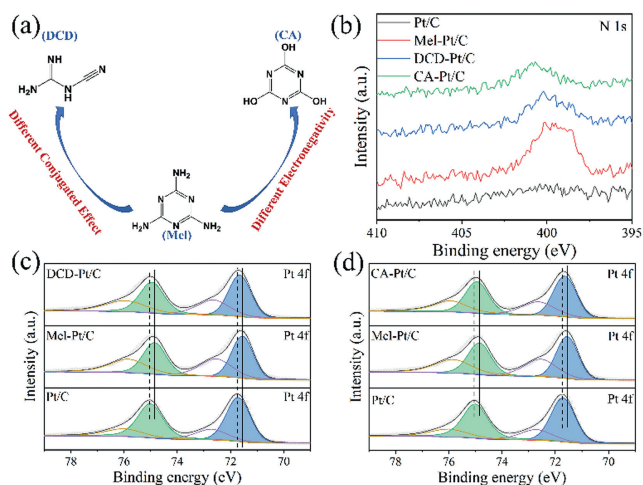 (a)
(DCD)
NH
H₂N
N
H
N
(CA)
OH
N
N
HO
N
OH
Different Conjugated Effect
Different Electronegativity
NH₂
N
N
NH₂
N
NH₂
(Mel)
(b)
N 1s
Pt/C
Mel-Pt/C
DCD-Pt/C
CA-Pt/C
Intensity (a.u.)
410 405 400 395
Binding energy (eV)
(c)
DCD-Pt/C Pt 4f
Mel-Pt/C Pt 4f
Pt/C Pt 4f
Intensity (a.u.)
78 76 74 72 70
Binding energy (eV)
(d)
CA-Pt/C Pt 4f
Mel-Pt/C Pt 4f
Pt/C Pt 4f
Intensity (a.u.)
78 76 74 72 70
Binding energy (eV)